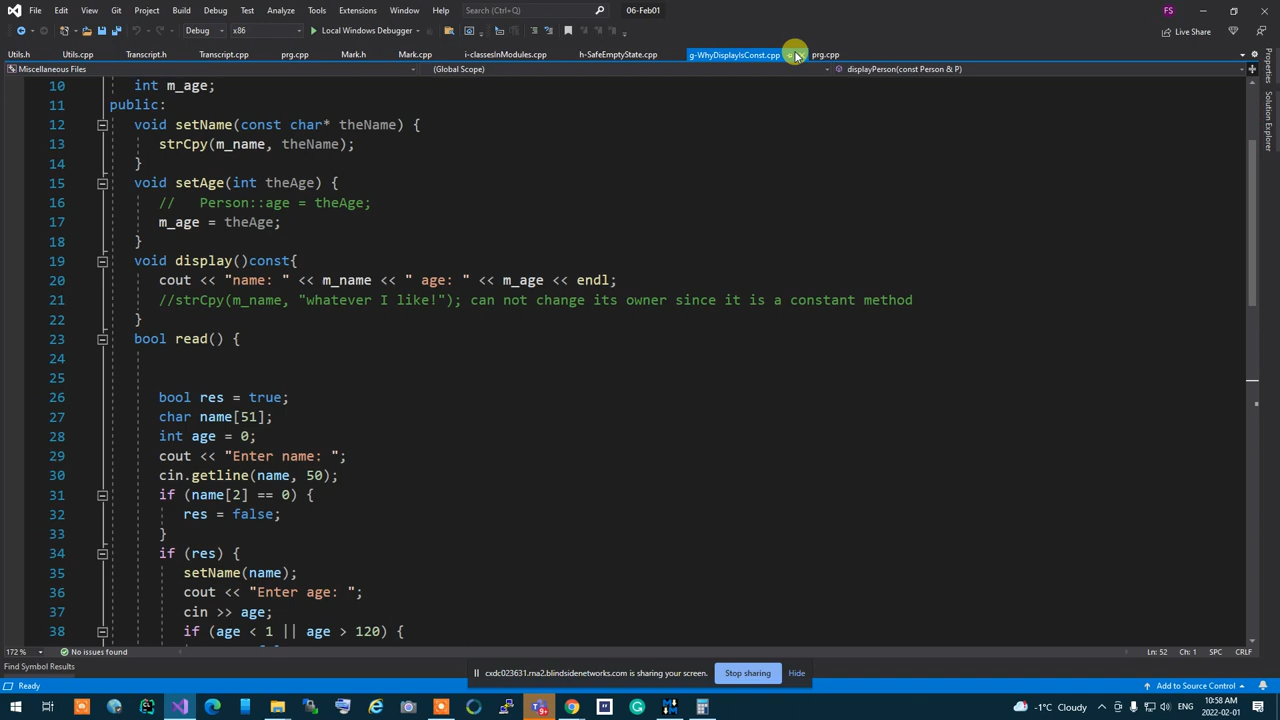 File Edit View Git Project Build Debug Test Analyze Tools Extensions Window Help Search (Ctrl+Q) 06-Feb01 FS
Debug x86 Local Windows Debugger Live Share
Utils.h Utils.cpp Transcript.h Transcript.cpp prg.cpp Mark.h Mark.cpp i-classesInModules.cpp h-SafeEmptyState.cpp g-WhyDisplayIsConst.cpp prg.cpp
Miscellaneous Files (Global Scope) displayPerson(const Person & P)
Properties
Solution Explorer
10 int m_age;
11 public:
12 void setName(const char* theName) {
13 strCpy(m_name, theName);
14 }
15 void setAge(int theAge) {
16 // Person::age = theAge;
17 m_age = theAge;
18 }
19 void display()const{
20 cout << "name: " << m_name << " age: " << m_age << endl;
21 //strCpy(m_name, "whatever I like!"); can not change its owner since it is a constant method
22 }
23 bool read() {
24
25
26 bool res = true;
27 char name[51];
28 int age = 0;
29 cout << "Enter name: ";
30 cin.getline(name, 50);
31 if (name[2] == 0) {
32 res = false;
33 }
34 if (res) {
35 setName(name);
36 cout << "Enter age: ";
37 cin >> age;
38 if (age < 1 || age > 120) {
172 % No issues found Ln: 52 Ch: 1 SPC CRLF
Find Symbol Results
cxdc023631.rna2.blindsidenetworks.com is sharing your screen. Stop sharing Hide
Ready Add to Source Control
-1°C Cloudy ENG 10:58 AM 2022-02-01